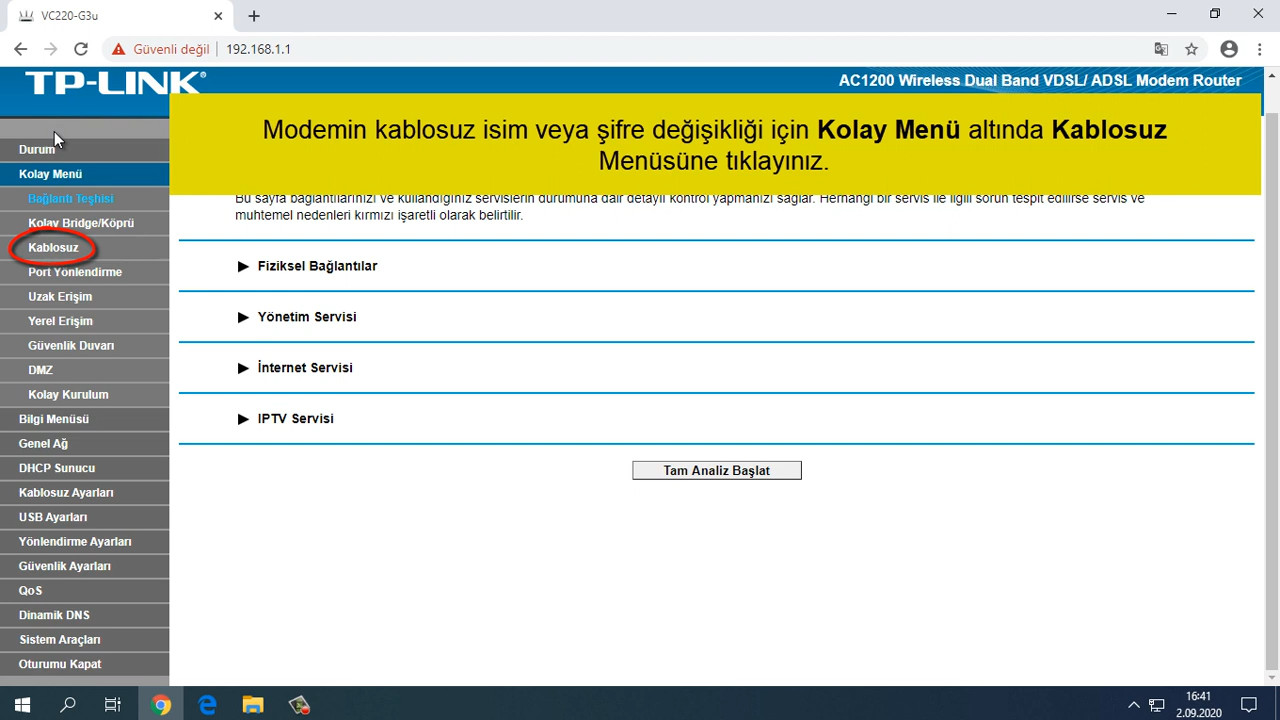 VC220-G3u
Güvenli değil
192.168.1.1
TP-LINK®
AC1200 Wireless Dual Band VDSL/ ADSL Modem Router
Modemin kablosuz isim veya şifre değişikliği için Kolay Menü altında Kablosuz
Menüsüne tıklayınız.
Durum
Kolay Menü
Bağlantı Teşhisi
Kolay Bridge/Köprü
Kablosuz
Port Yönlendirme
Uzak Erişim
Yerel Erişim
Güvenlik Duvarı
DMZ
Kolay Kurulum
Bilgi Menüsü
Genel Ağ
DHCP Sunucu
Kablosuz Ayarları
USB Ayarları
Yönlendirme Ayarları
Güvenlik Ayarları
QoS
Dinamik DNS
Sistem Araçları
Oturumu Kapat
Bu sayfa bağlantılarınızı ve kullandığınız servislerin durumuna dair detaylı kontrol yapmanızı sağlar. Herhangi bir servis ile ilgili sorun tespit edilirse servis ve
muhtemel nedenleri kırmızı işaretli olarak belirtilir.
Fiziksel Bağlantılar
Yönetim Servisi
İnternet Servisi
IPTV Servisi
Tam Analiz Başlat
16:41
2.09.2020